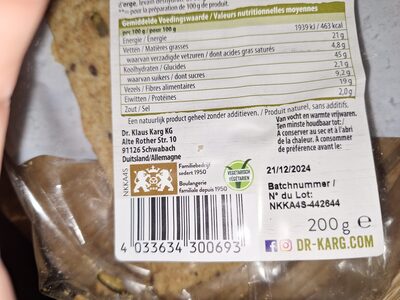 d'orge, levain déshydraté
**pour la préparation de 100 g de produit.
Gemiddelde Voedingswaarde / Valeurs nutritionnelles moyennes
per 100 g / pour 100 g
Energie / Énergie 1939 kJ / 463 kcal
Vetten / Matières grasses 21 g
waarvan verzadigde vetzuren / dont acides gras saturés 4,8 g
Koolhydraten / Glucides 45 g
waarvan suikers / dont sucres 2,1 g
Vezels / Fibres alimentaires 9,2 g
Eiwitten / Protéines 19 g
Zout / Sel 2,0 g
Een natuurlijk product geheel zonder additieven. / Produit naturel, sans additifs.
Dr. Klaus Karg KG
Alte Rother Str. 10
91126 Schwabach
Duitsland/Allemagne
Van vocht en warmte vrijwaren.
Ten minste houdbaar tot: /
A conserver au sec et à l'abri
de la chaleur. A consommer
de préférence avant le:
NKKA4S
Familiebedrijf
sedert 1950
Boulangerie
familiale depuis 1950
VEGETARISCH
VÉGÉTARIEN
21/12/2024
Batchnummer /
N° du Lot:
NKKA4S-442644
4 033634 300693
200 g e
DR-KARG.COM